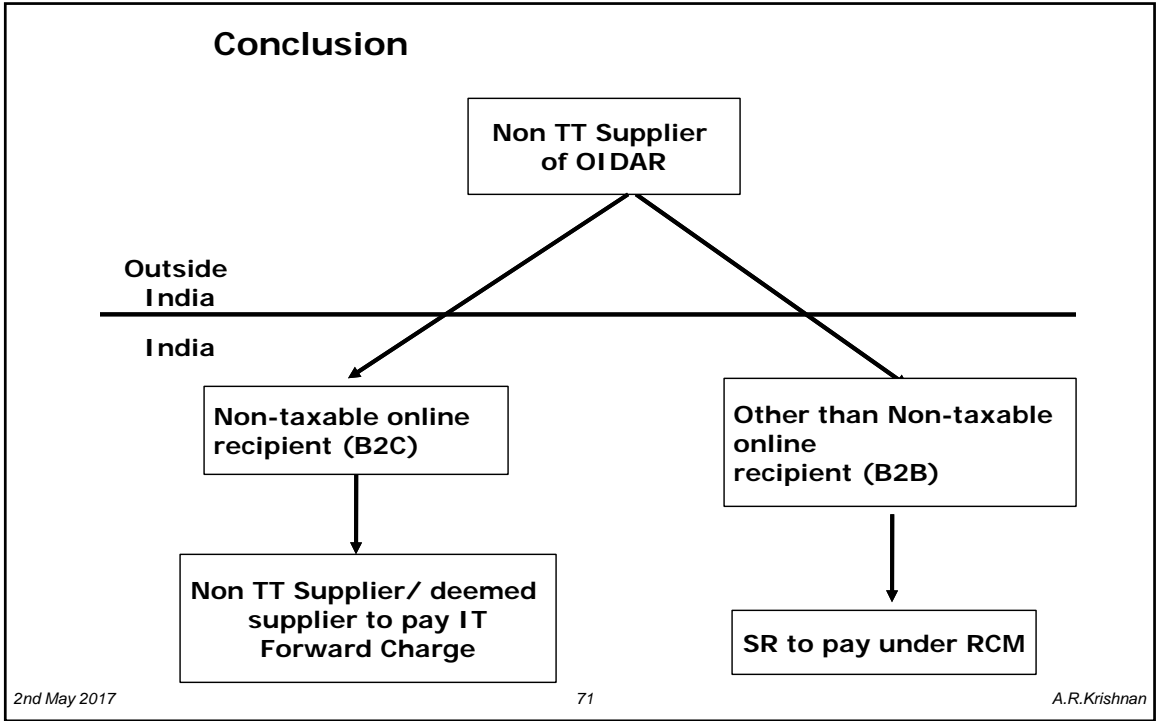 Conclusion
Non TT Supplier
of OIDAR
Outside
India
India
Non-taxable online
recipient (B2C)
Other than Non-taxable
online
recipient (B2B)
Non TT Supplier/ deemed
supplier to pay IT
Forward Charge
SR to pay under RCM
2nd May 2017
71
A.R.Krishnan